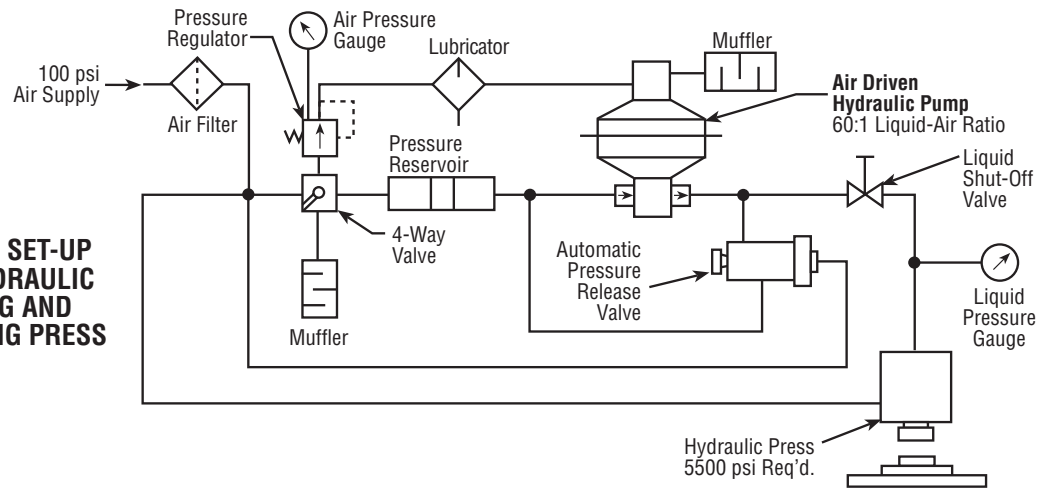 Pressure
Regulator
Air Pressure
Gauge
Lubricator
Muffler
100 psi
Air Supply
Air Filter
Air Driven
Hydraulic Pump
60:1 Liquid-Air Ratio
Pressure
Reservoir
Liquid
Shut-Off
Valve
4-Way
Valve
SET-UP
DRAULIC
G AND
NG PRESS
Automatic
Pressure
Release
Valve
Muffler
Liquid
Pressure
Gauge
Hydraulic Press
5500 psi Req'd.